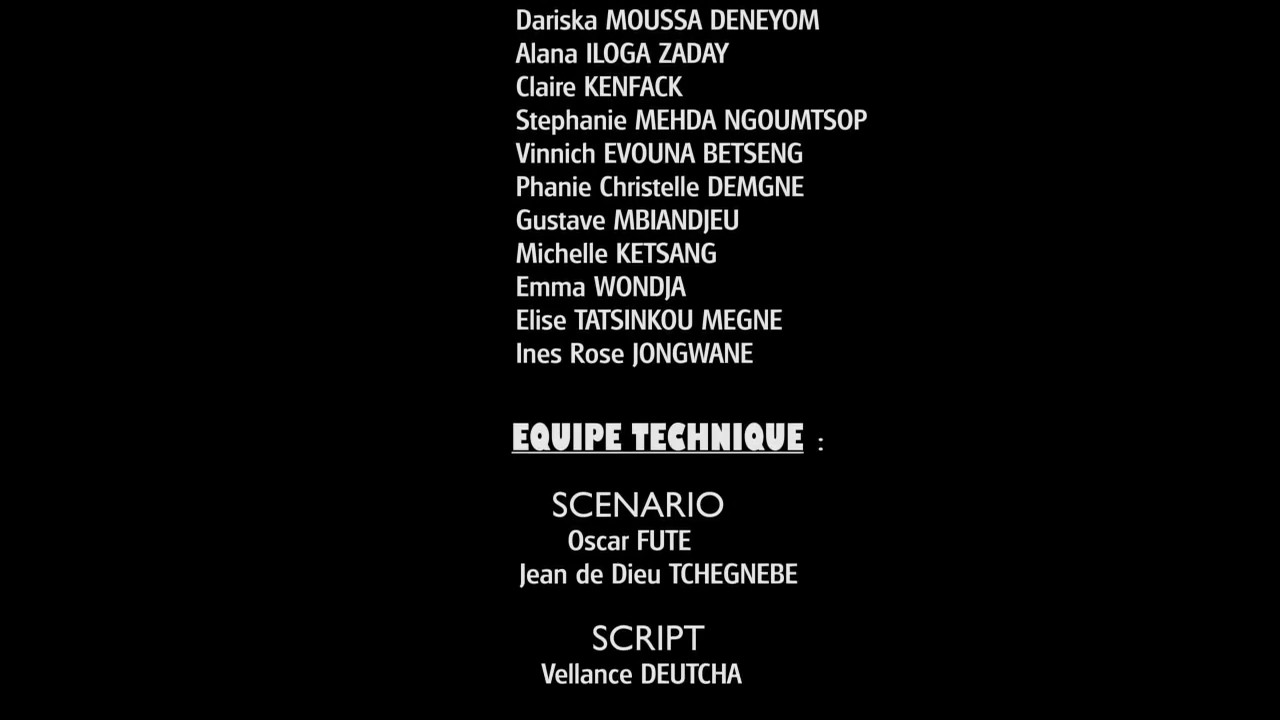 Dariska MOUSSA DENEYOM
Alana ILOGA ZADAY
Claire KENFACK
Stephanie MEHDA NGOUMTSOP
Vinnich EVOUNA BETSENG
Phanie Christelle DEMGNE
Gustave MBIANDJEU
Michelle KETSANG
Emma WONDJA
Elise TATSINKOU MEGNE
Ines Rose JONGWANE
EQUIPE TECHNIQUE :
SCENARIO
Oscar FUTE
Jean de Dieu TCHEGNEBE
SCRIPT
Vellance DEUTCHA